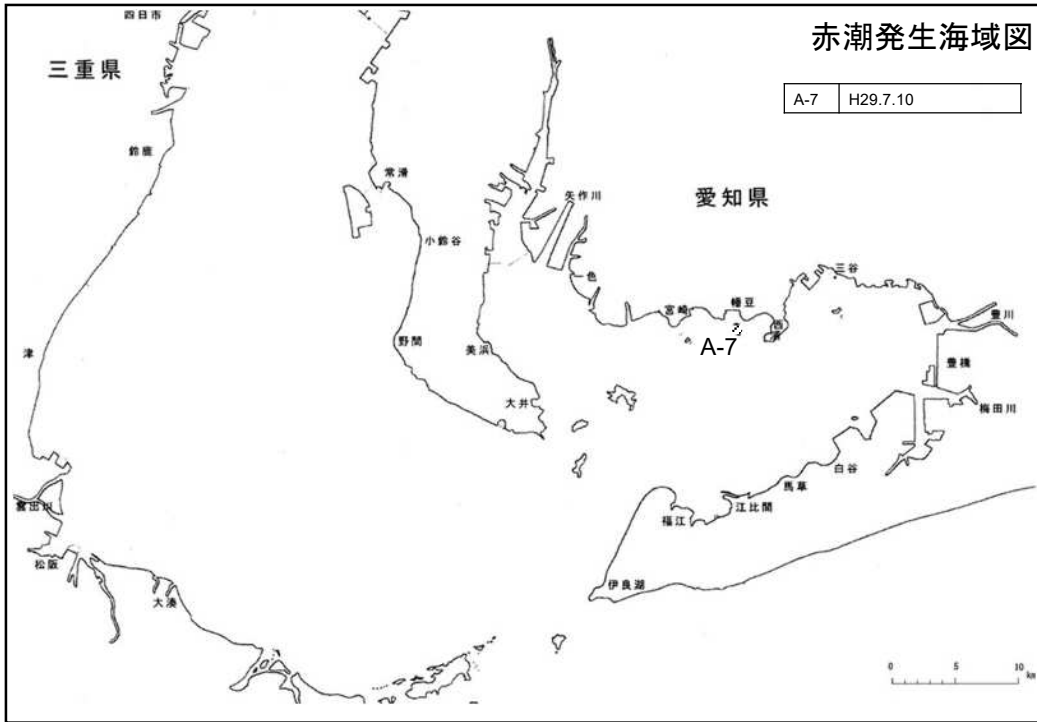 赤潮発生海域図
A-7 H29.7.10
四日市
三重県
鈴鹿
常滑
矢作川
愛知県
小鈴谷
一色
三谷
宮崎
幡豆
西浦
豊川
A-7
津
野間
美浜
豊橋
大井
梅田川
白谷
馬草
江比間
福江
雲出川
松阪
大湊
伊良湖
0 5 10
km